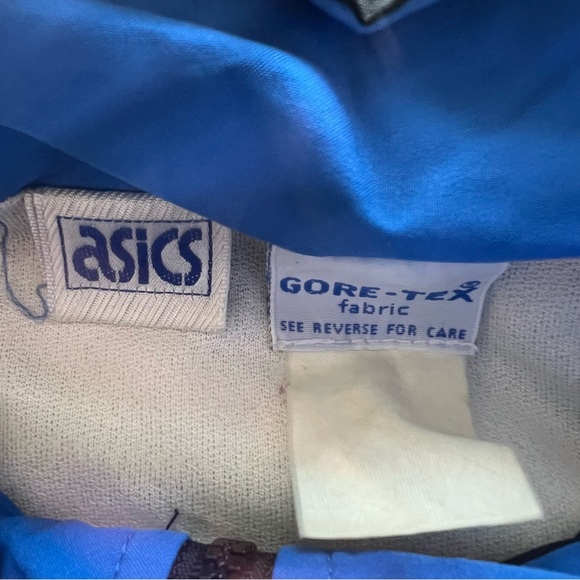 asics
GORE-TEX
fabric
SEE REVERSE FOR CARE